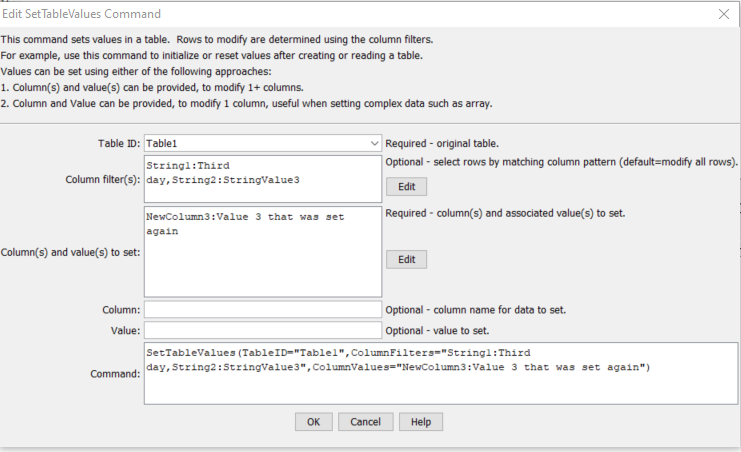 Edit SetTableValues Command
This command sets values in a table.  Rows to modify are determined using the column filters.
For example, use this command to initialize or reset values after creating or reading a table.
Values can be set using either of the following approaches:
1. Column(s) and value(s) can be provided, to modify 1+ columns.
2. Column and Value can be provided, to modify 1 column, useful when setting complex data such as array.
Table ID: Table1 Required - original table.
Column filter(s): String1:Third
day,String2:StringValue3
Optional - select rows by matching column pattern (default=modify all rows).
Edit
Column(s) and value(s) to set: NewColumn3:Value 3 that was set
again
Required - column(s) and associated value(s) to set.
Edit
Column: Optional - column name for data to set.
Value: Optional - value to set.
Command: SetTableValues(TableID="Table1",ColumnFilters="String1:Third
day,String2:StringValue3",ColumnValues="NewColumn3:Value 3 that was set again")
OK Cancel Help